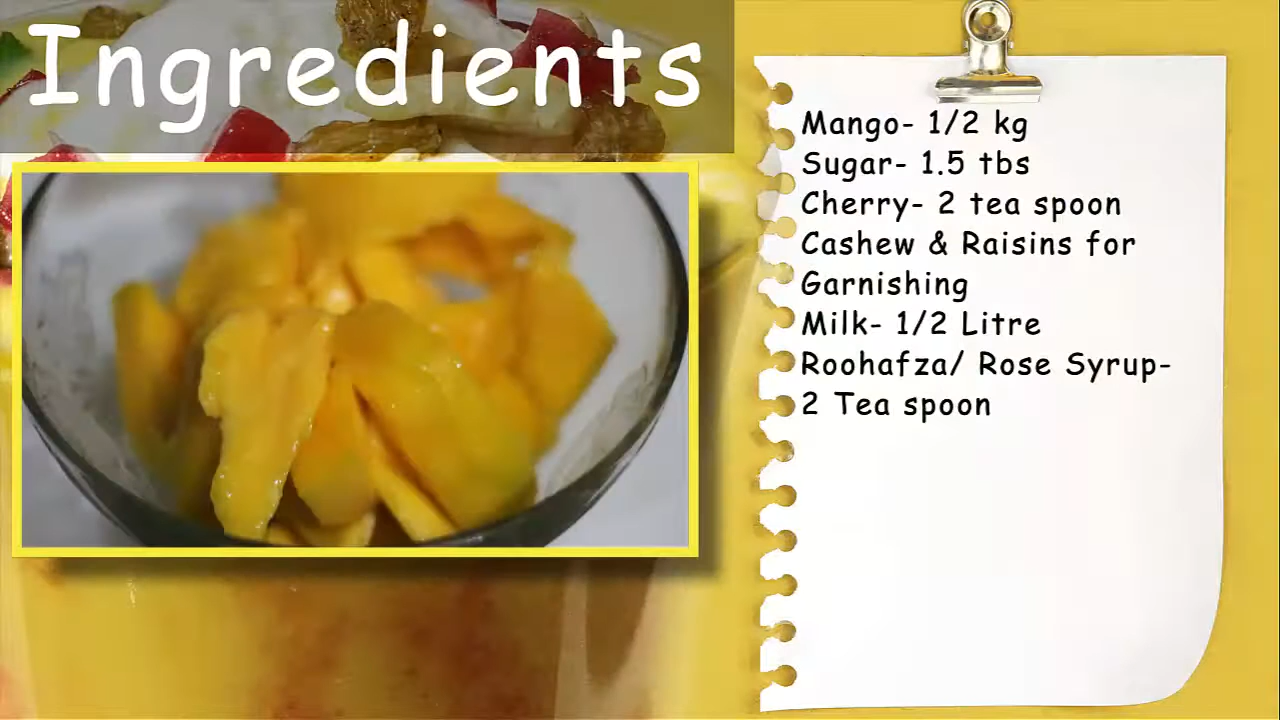 Ingredients
Mango- 1/2 kg
Sugar- 1.5 tbs
Cherry- 2 tea spoon
Cashew & Raisins for
Garnishing
Milk- 1/2 Litre
Roohafza/ Rose Syrup-
2 Tea spoon